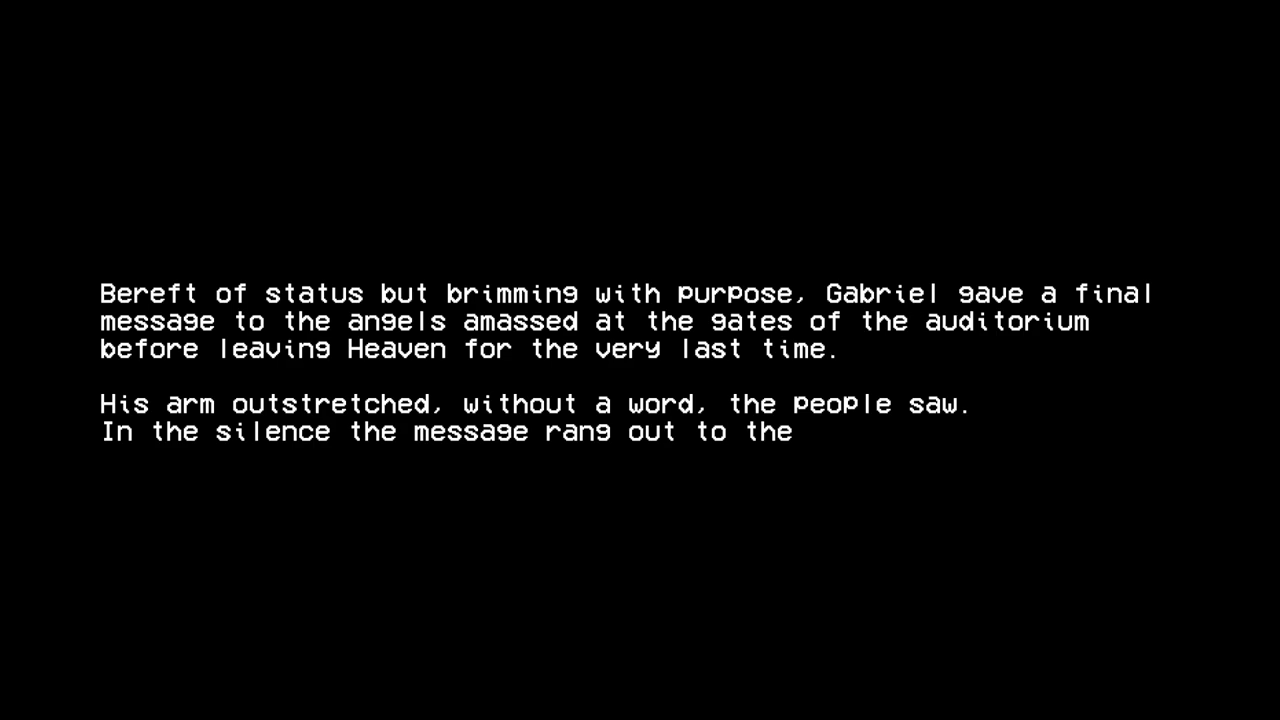 Bereft of status but brimming with purpose, Gabriel gave a final
message to the angels amassed at the gates of the auditorium
before leaving Heaven for the very last time.
His arm outstretched, without a word, the people saw.
In the silence the message rang out to the